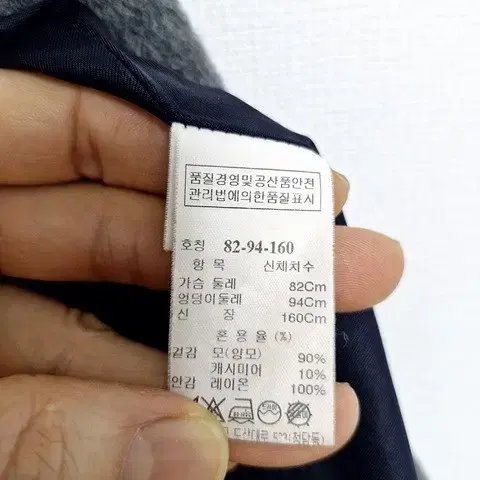 품질경영및공산품안전
관리법에의한품질표시
호칭 82-94-160
항 목 신체치수
가슴 둘레 82Cm
엉덩이둘레 94Cm
신 장 160Cm
혼 용 율 (%)
겉감 모(양모) 90%
캐시미어 10%
안감 레이온 100%